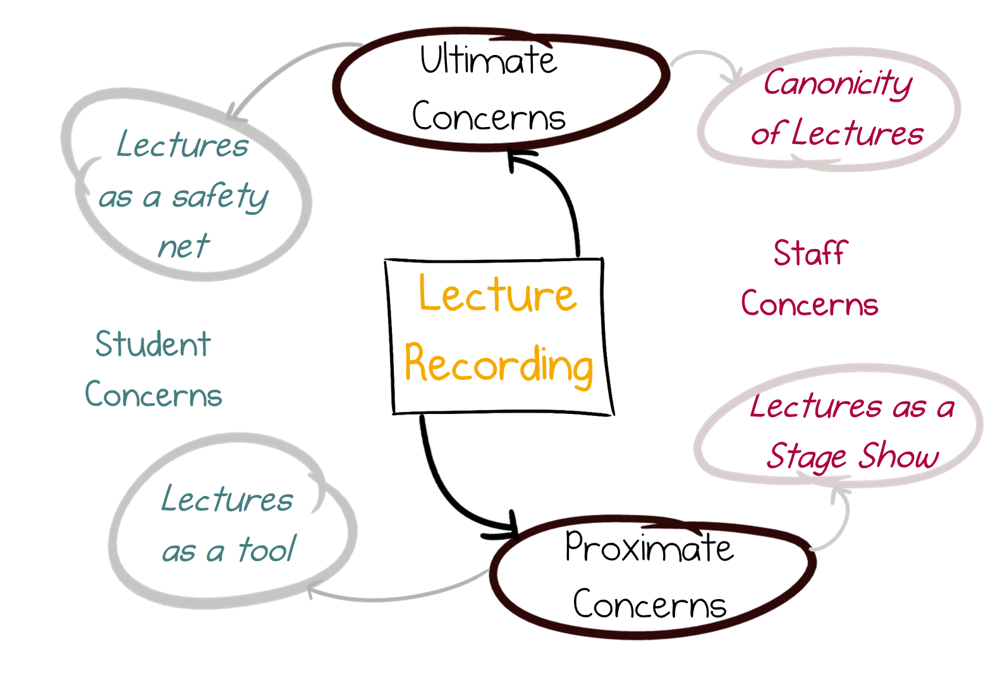 Ultimate
Concerns
Canonicity
of Lectures
Lectures
as a safety
net
Staff
Concerns
Lecture
Recording
Student
Concerns
Lectures as a
Stage Show
Lectures
as a tool
Proximate
Concerns